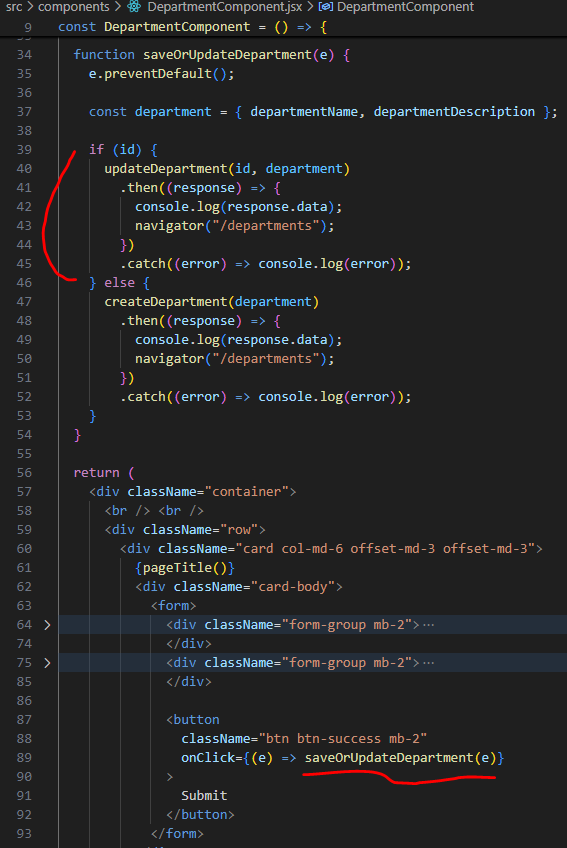 src > components > DepartmentComponent.jsx > DepartmentComponent
9 const DepartmentComponent = () => {
34 function saveOrUpdateDepartment(e) {
35 e.preventDefault();
36
37 const department = { departmentName, departmentDescription };
38
39 if (id) {
40 updateDepartment(id, department)
41 .then((response) => {
42 console.log(response.data);
43 navigator("/departments");
44 })
45 .catch((error) => console.log(error));
46 } else {
47 createDepartment(department)
48 .then((response) => {
49 console.log(response.data);
50 navigator("/departments");
51 })
52 .catch((error) => console.log(error));
53 }
54 }
55
56 return (
57 <div className="container">
58 <br /> <br />
59 <div className="row">
60 <div className="card col-md-6 offset-md-3 offset-md-3">
61 {pageTitle()}
62 <div className="card-body">
63 <form>
64 > <div className="form-group mb-2">…
74 </div>
75 > <div className="form-group mb-2">…
85 </div>
86
87 <button
88 className="btn btn-success mb-2"
89 onClick={(e) => saveOrUpdateDepartment(e)}
90 >
91 Submit
92 </button>
93 </form>